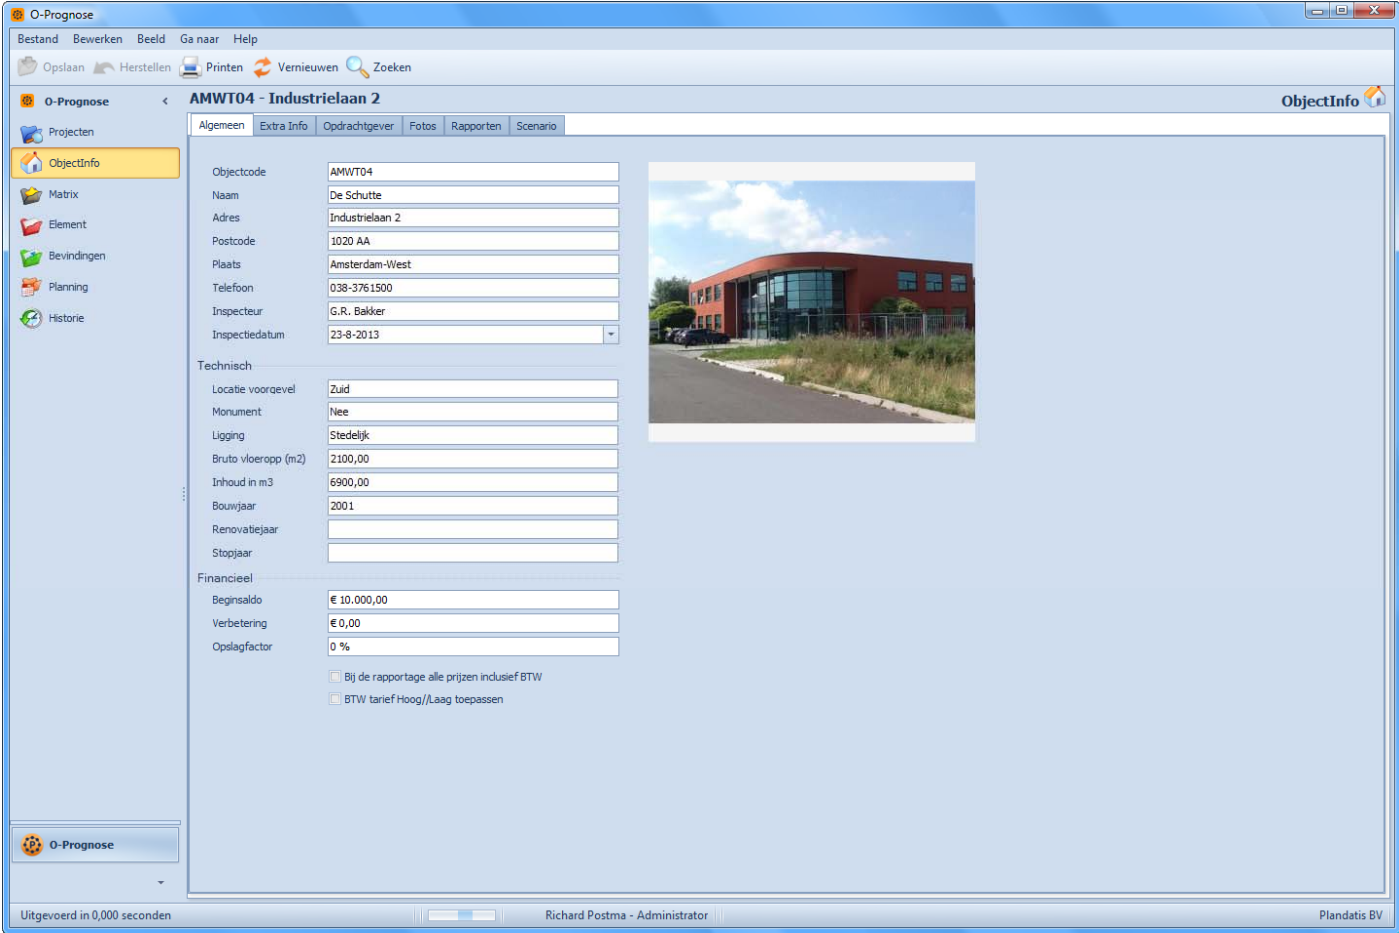 O-Prognose
Bestand Bewerken Beeld Ga naar Help
Opslaan Herstellen Printen Vernieuwen Zoeken
O-Prognose
AMWT04 - Industrielaan 2
ObjectInfo
Projecten
ObjectInfo
Matrix
Element
Bevindingen
Planning
Historie
Algemeen Extra Info Opdrachtgever Fotos Rapporten Scenario
Objectcode AMWT04
Naam De Schutte
Adres Industrielaan 2
Postcode 1020 AA
Plaats Amsterdam-West
Telefoon 038-3761500
Inspecteur G.R. Bakker
Inspectiedatum 23-8-2013
Technisch
Locatie voorgevel Zuid
Monument Nee
Ligging Stedelijk
Bruto vloeropp (m2) 2100,00
Inhoud in m3 6900,00
Bouwjaar 2001
Renovatiejaar
Stopjaar
Financieel
Beginsaldo € 10.000,00
Verbetering € 0,00
Opslagfactor 0 %
Bij de rapportage alle prijzen inclusief BTW
BTW tarief Hoog//Laag toepassen
O-Prognose
Uitgevoerd in 0,000 seconden
Richard Postma - Administrator
Plandatis BV